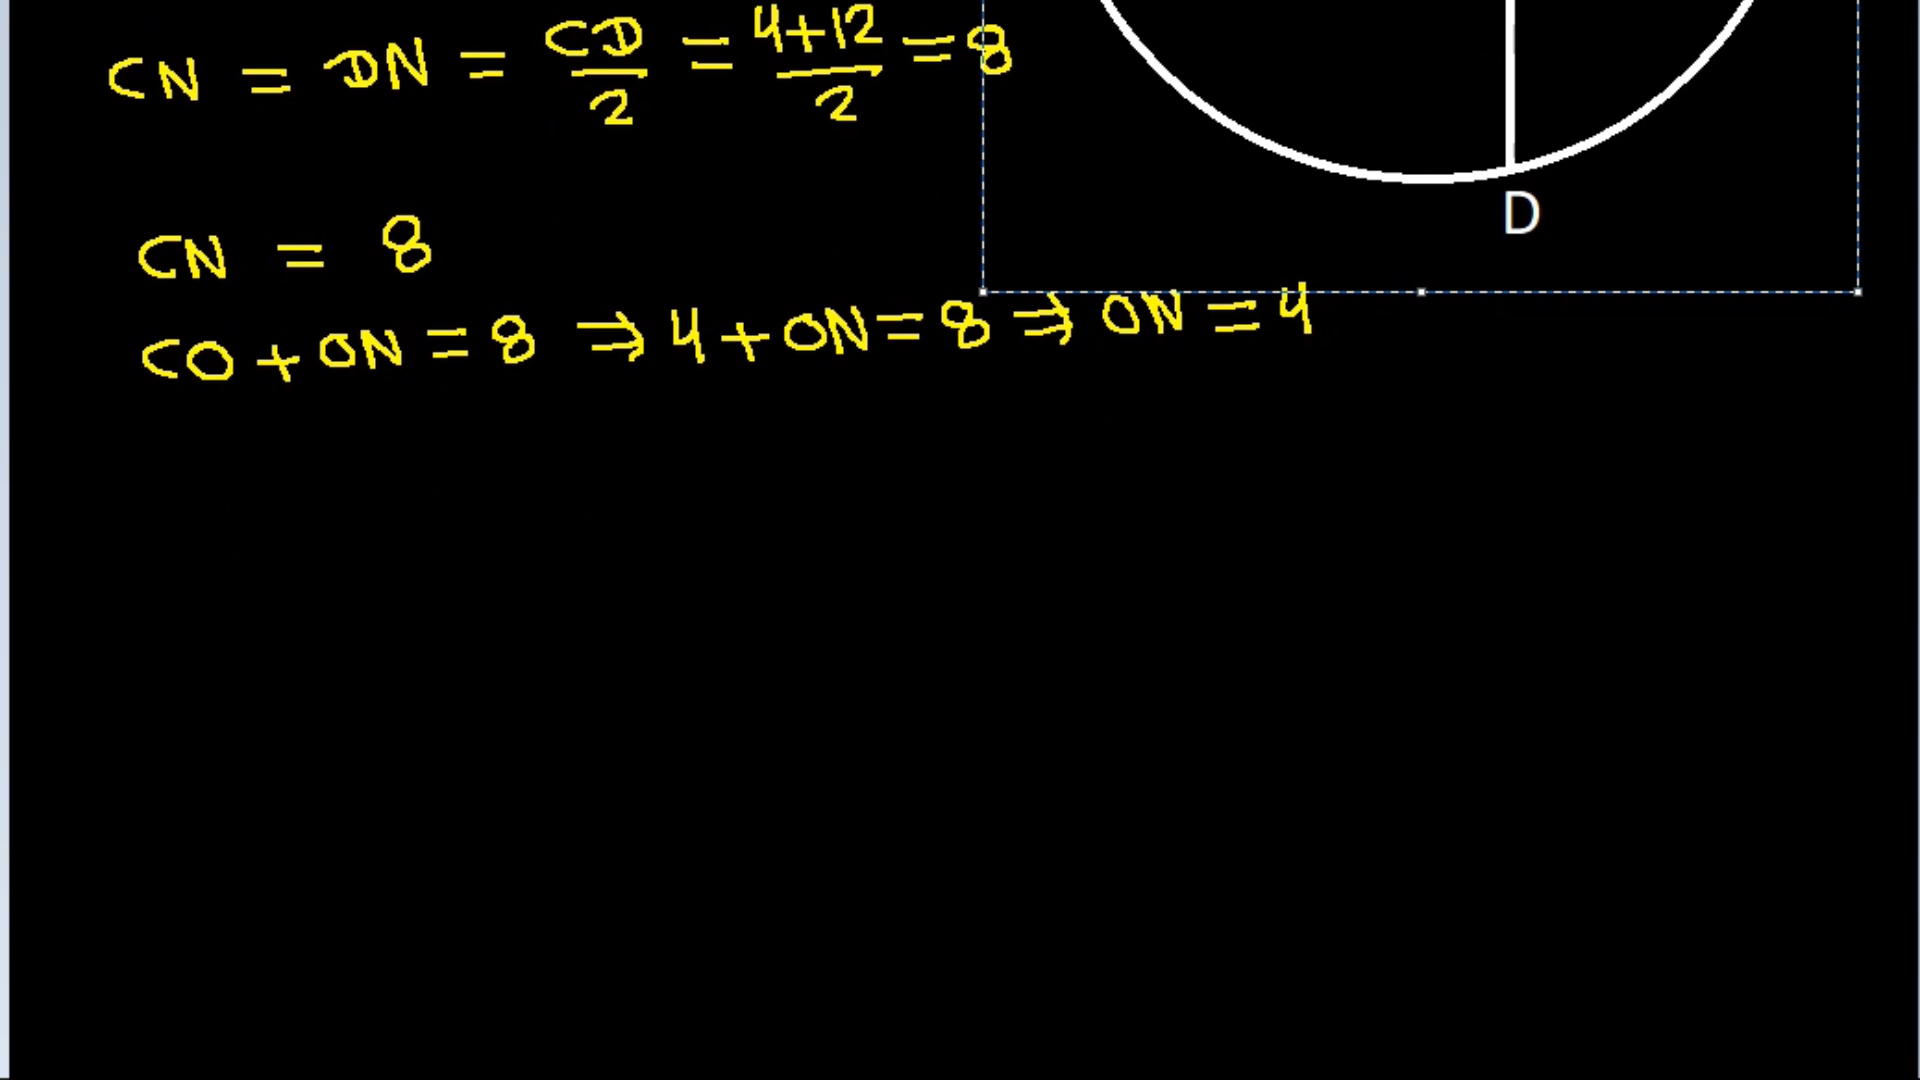 CN = DN = CD/2 = 4+12/2 = 8
D
CN = 8
CO + ON = 8 ⇒ 4 + ON = 8 ⇒ ON = 4